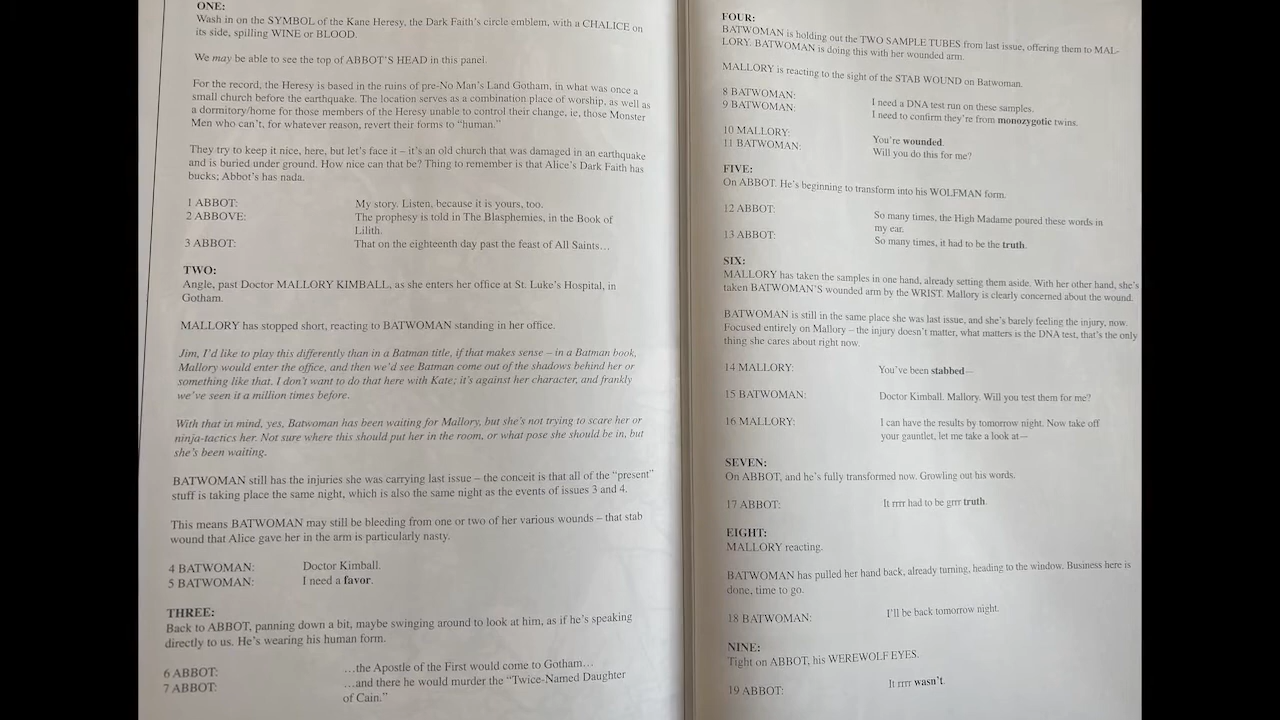 ONE:
Wash in on the SYMBOL of the Kane Heresy, the Dark Faith's circle emblem, with a CHALICE on
its side, spilling WINE or BLOOD.
We may be able to see the top of ABBOT'S HEAD in this panel.
For the record, the Heresy is based in the ruins of pre-No Man's Land Gotham, in what was once a
small church before the earthquake. The location serves as a combination place of worship, as well as
a dormitory/home for those members of the Heresy unable to control their change, ie, those Monster
Men who can't, for whatever reason, revert their forms to "human."
They try to keep it nice, here, but let's face it – it's an old church that was damaged in an earthquake
and is buried under ground. How nice can that be? Thing to remember is that Alice's Dark Faith has
bucks; Abbot's has nada.
1 ABBOT: My story. Listen, because it is yours, too.
2 ABBOVE: The prophesy is told in The Blasphemies, in the Book of
Lilith.
3 ABBOT: That on the eighteenth day past the feast of All Saints…
TWO:
Angle, past Doctor MALLORY KIMBALL, as she enters her office at St. Luke's Hospital, in
Gotham.
MALLORY has stopped short, reacting to BATWOMAN standing in her office.
Jim, I'd like to play this differently than in a Batman title, if that makes sense – in a Batman book,
Mallory would enter the office, and then we'd see Batman come out of the shadows behind her or
something like that. I don't want to do that here with Kate; it's against her character, and frankly
we've seen it a million times before.
With that in mind, yes, Batwoman has been waiting for Mallory, but she's not trying to scare her or
ninja-tactics her. Not sure where this should put her in the room, or what pose she should be in, but
she's been waiting.
BATWOMAN still has the injuries she was carrying last issue – the conceit is that all of the "present"
stuff is taking place the same night, which is also the same night as the events of issues 3 and 4.
This means BATWOMAN may still be bleeding from one or two of her various wounds – that stab
wound that Alice gave her in the arm is particularly nasty.
4 BATWOMAN: Doctor Kimball.
5 BATWOMAN: I need a favor.
THREE:
Back to ABBOT, panning down a bit, maybe swinging around to look at him, as if he's speaking
directly to us. He's wearing his human form.
6 ABBOT: …the Apostle of the First would come to Gotham…
7 ABBOT: …and there he would murder the "Twice-Named Daughter
of Cain."
FOUR:
BATWOMAN is holding out the TWO SAMPLE TUBES from last issue, offering them to MAL-
LORY. BATWOMAN is doing this with her wounded arm.
MALLORY is reacting to the sight of the STAB WOUND on Batwoman.
8 BATWOMAN: I need a DNA test run on these samples.
9 BATWOMAN: I need to confirm they're from monozygotic twins.
10 MALLORY: You're wounded.
11 BATWOMAN: Will you do this for me?
FIVE:
On ABBOT. He's beginning to transform into his WOLFMAN form.
12 ABBOT: So many times, the High Madame poured these words in
my ear.
13 ABBOT: So many times, it had to be the truth.
SIX:
MALLORY has taken the samples in one hand, already setting them aside. With her other hand, she's
taken BATWOMAN'S wounded arm by the WRIST. Mallory is clearly concerned about the wound.
BATWOMAN is still in the same place she was last issue, and she's barely feeling the injury, now.
Focused entirely on Mallory – the injury doesn't matter, what matters is the DNA test, that's the only
thing she cares about right now.
14 MALLORY: You've been stabbed—
15 BATWOMAN: Doctor Kimball. Mallory. Will you test them for me?
16 MALLORY: I can have the results by tomorrow night. Now take off
your gauntlet, let me take a look at—
SEVEN:
On ABBOT, and he's fully transformed now. Growling out his words.
17 ABBOT: It rrrr had to be grrr truth.
EIGHT:
MALLORY reacting.
BATWOMAN has pulled her hand back, already turning, heading to the window. Business here is
done, time to go.
18 BATWOMAN: I'll be back tomorrow night.
NINE:
Tight on ABBOT, his WEREWOLF EYES.
19 ABBOT: It rrrr wasn't.